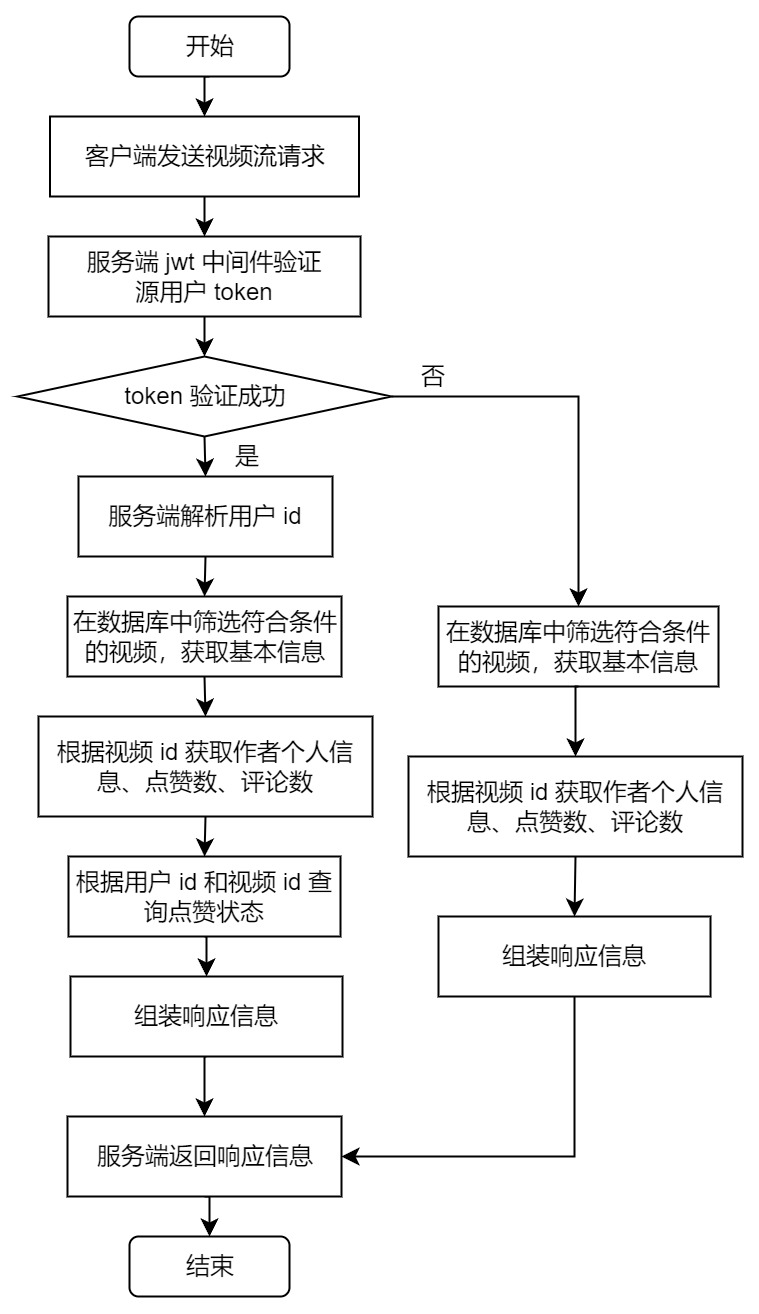 开始
客户端发送视频流请求
服务端 jwt 中间件验证
源用户 token
token 验证成功
否
是
服务端解析用户 id
在数据库中筛选符合条件
的视频，获取基本信息
根据视频 id 获取作者个人信
息、点赞数、评论数
根据用户 id 和视频 id 查
询点赞状态
组装响应信息
在数据库中筛选符合条件
的视频，获取基本信息
根据视频 id 获取作者个人信
息、点赞数、评论数
组装响应信息
服务端返回响应信息
结束